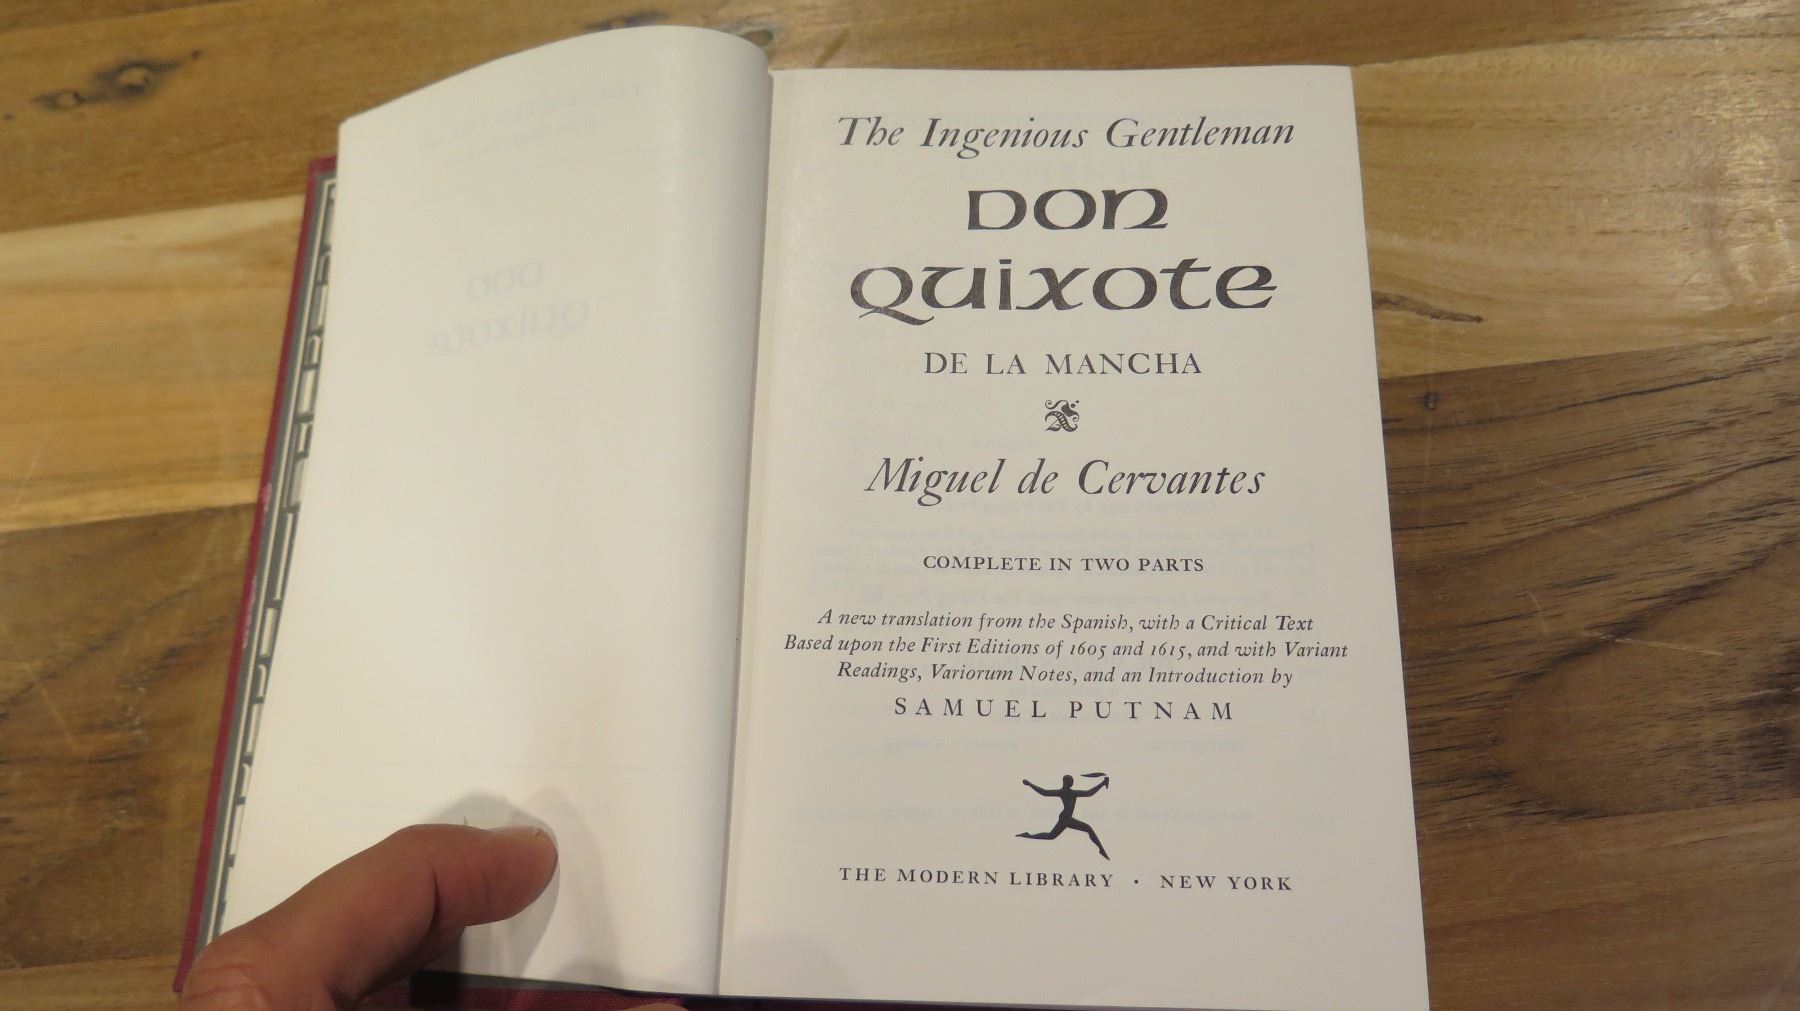 The Ingenious Gentleman
DON
QUIXOTE
DE LA MANCHA
Miguel de Cervantes
COMPLETE IN TWO PARTS
A new translation from the Spanish, with a Critical Text
Based upon the First Editions of 1605 and 1615, and with Variant
Readings, Variorum Notes, and an Introduction by
SAMUEL PUTNAM
THE MODERN LIBRARY · NEW YORK